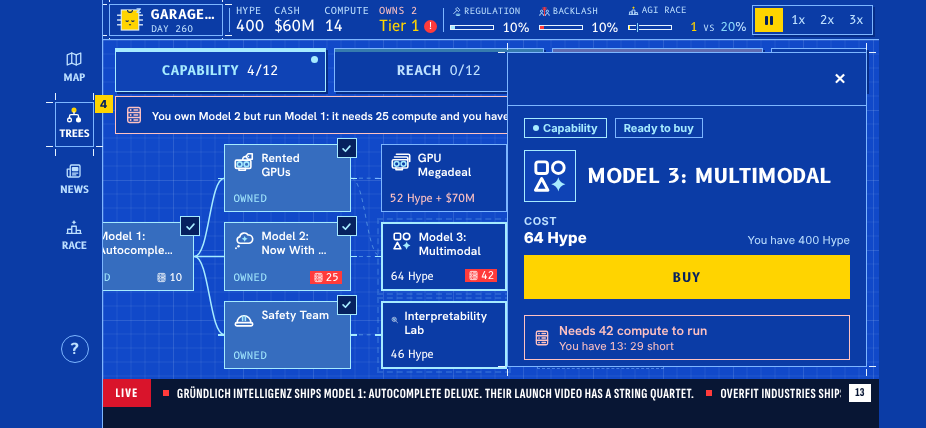 GARAGE...
DAY 260
HYPE
400
CASH
$60M
COMPUTE
14
OWNS 2
Tier 1
REGULATION
10%
BACKLASH
10%
AGI RACE
1 VS 20%
1x
2x
3x
MAP
4
TREES
NEWS
RACE
?
CAPABILITY 4/12
REACH 0/12
You own Model 2 but run Model 1: it needs 25 compute and you have
Rented
GPUs
OWNED
GPU
Megadeal
52 Hype + $70M
Model 1:
Autocomple...
D
10
Model 2:
Now With ...
OWNED
25
Model 3:
Multimodal
64 Hype
42
Safety Team
OWNED
Interpretability
Lab
46 Hype
Capability
Ready to buy
MODEL 3: MULTIMODAL
COST
64 Hype
You have 400 Hype
BUY
Needs 42 compute to run
You have 13: 29 short
LIVE
GRÜNDLICH INTELLIGENZ SHIPS MODEL 1: AUTOCOMPLETE DELUXE. THEIR LAUNCH VIDEO HAS A STRING QUARTET.
OVERFIT INDUSTRIES SHIP
13